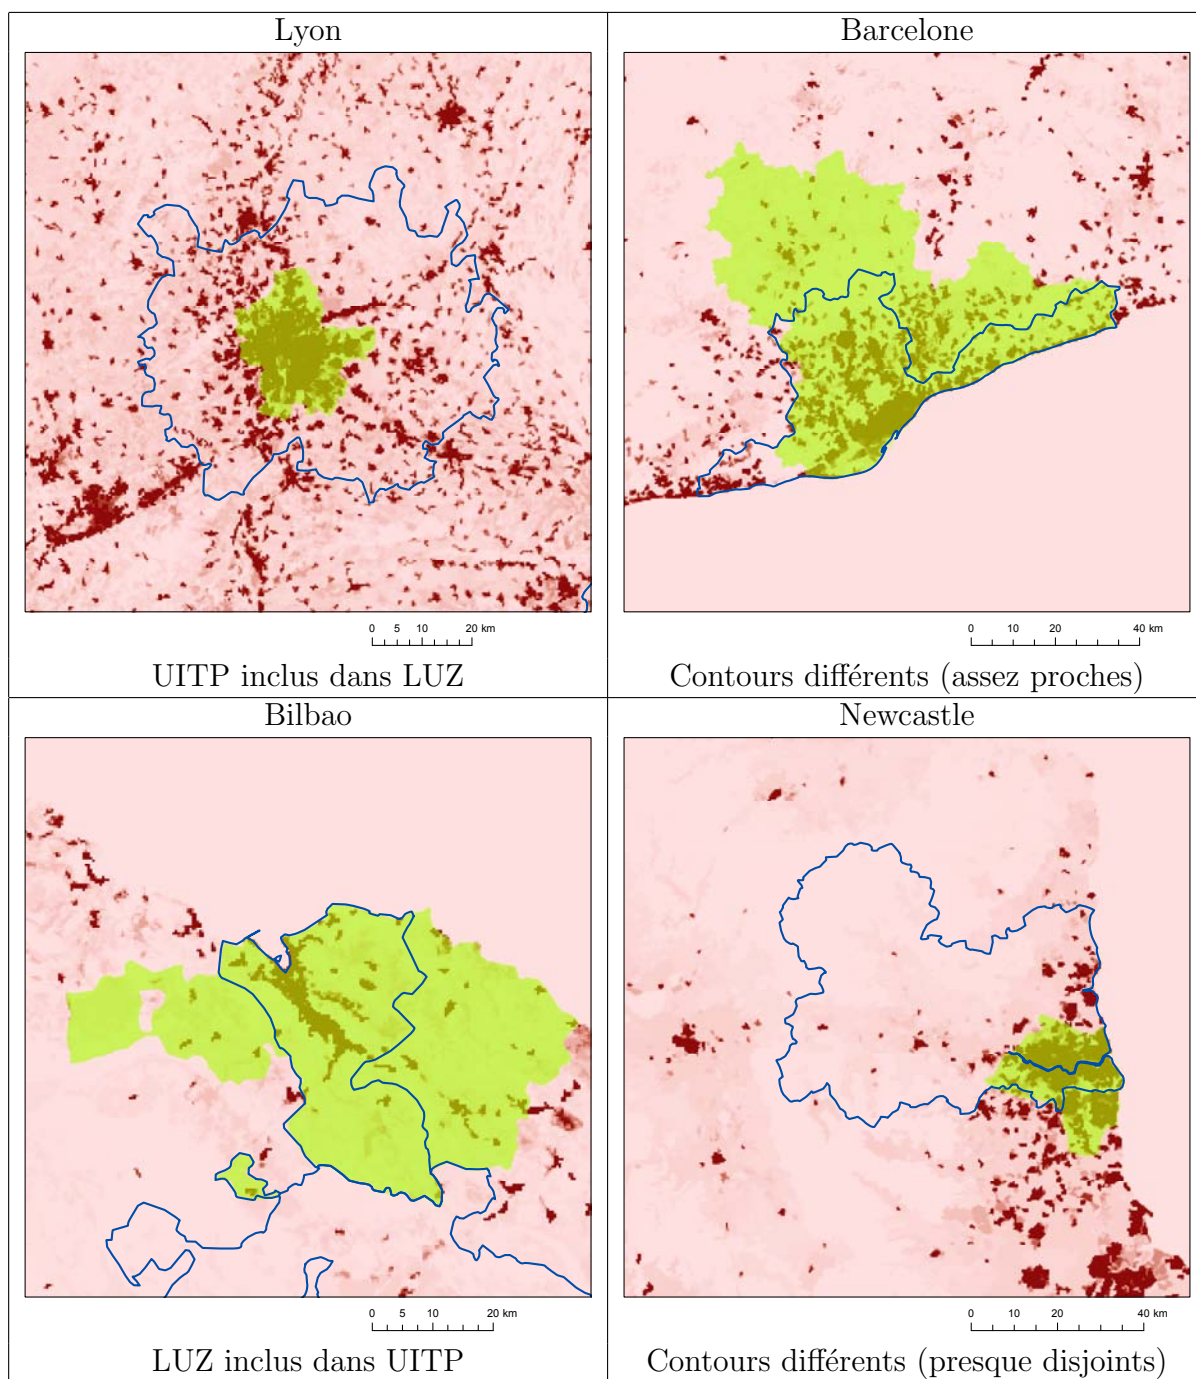 Lyon
Barcelone
0 5 10 20 km
0 10 20 40 km
UITP inclus dans LUZ
Contours différents (assez proches)
Bilbao
Newcastle
0 5 10 20 km
0 10 20 40 km
LUZ inclus dans UITP
Contours différents (presque disjoints)